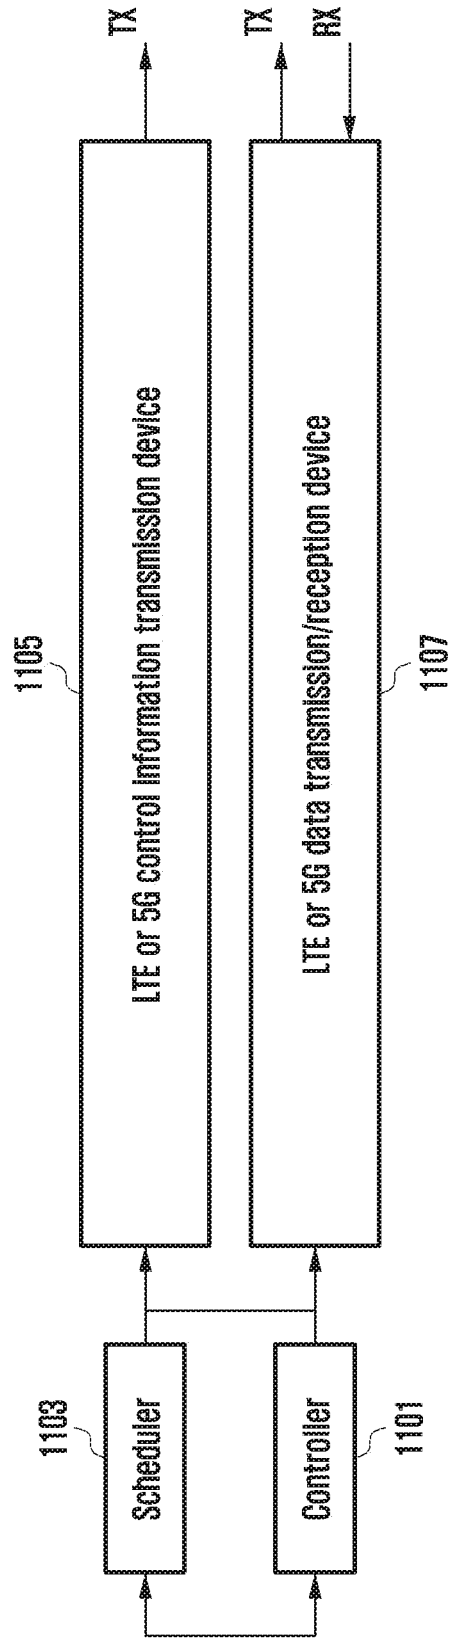 1103
Scheduler
1105
LTE or 5G control information transmission device
TX
Controller
1101
LTE or 5G data transmission/reception device
1107
TX
RX